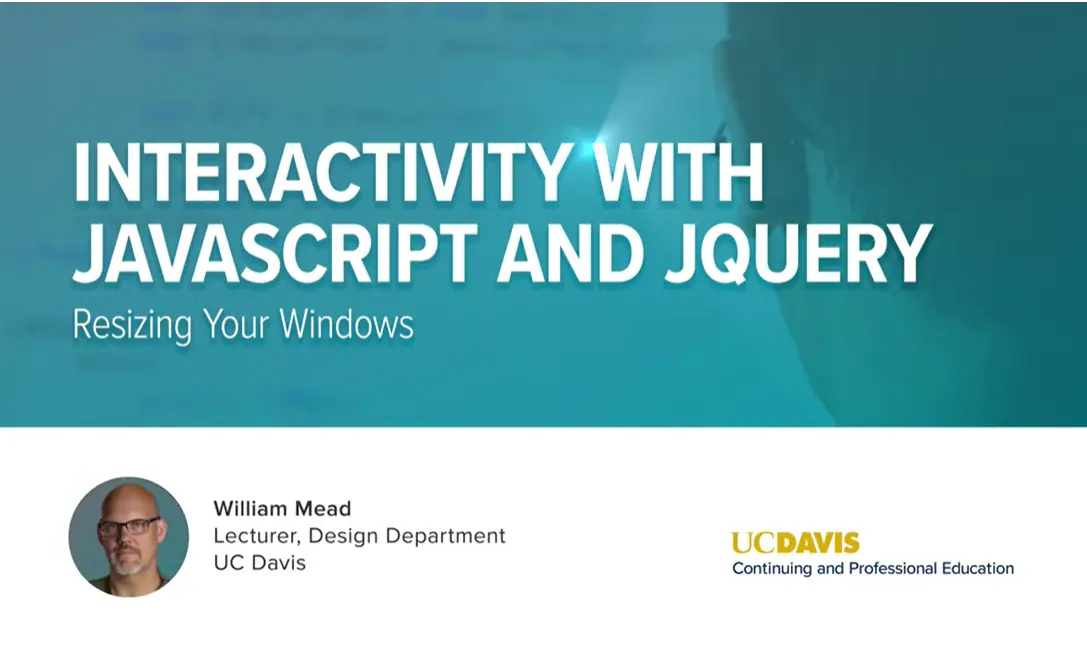 INTERACTIVITY WITH
JAVASCRIPT AND JQUERY
Resizing Your Windows
William Mead
Lecturer, Design Department
UC Davis
UCDAVIS
Continuing and Professional Education